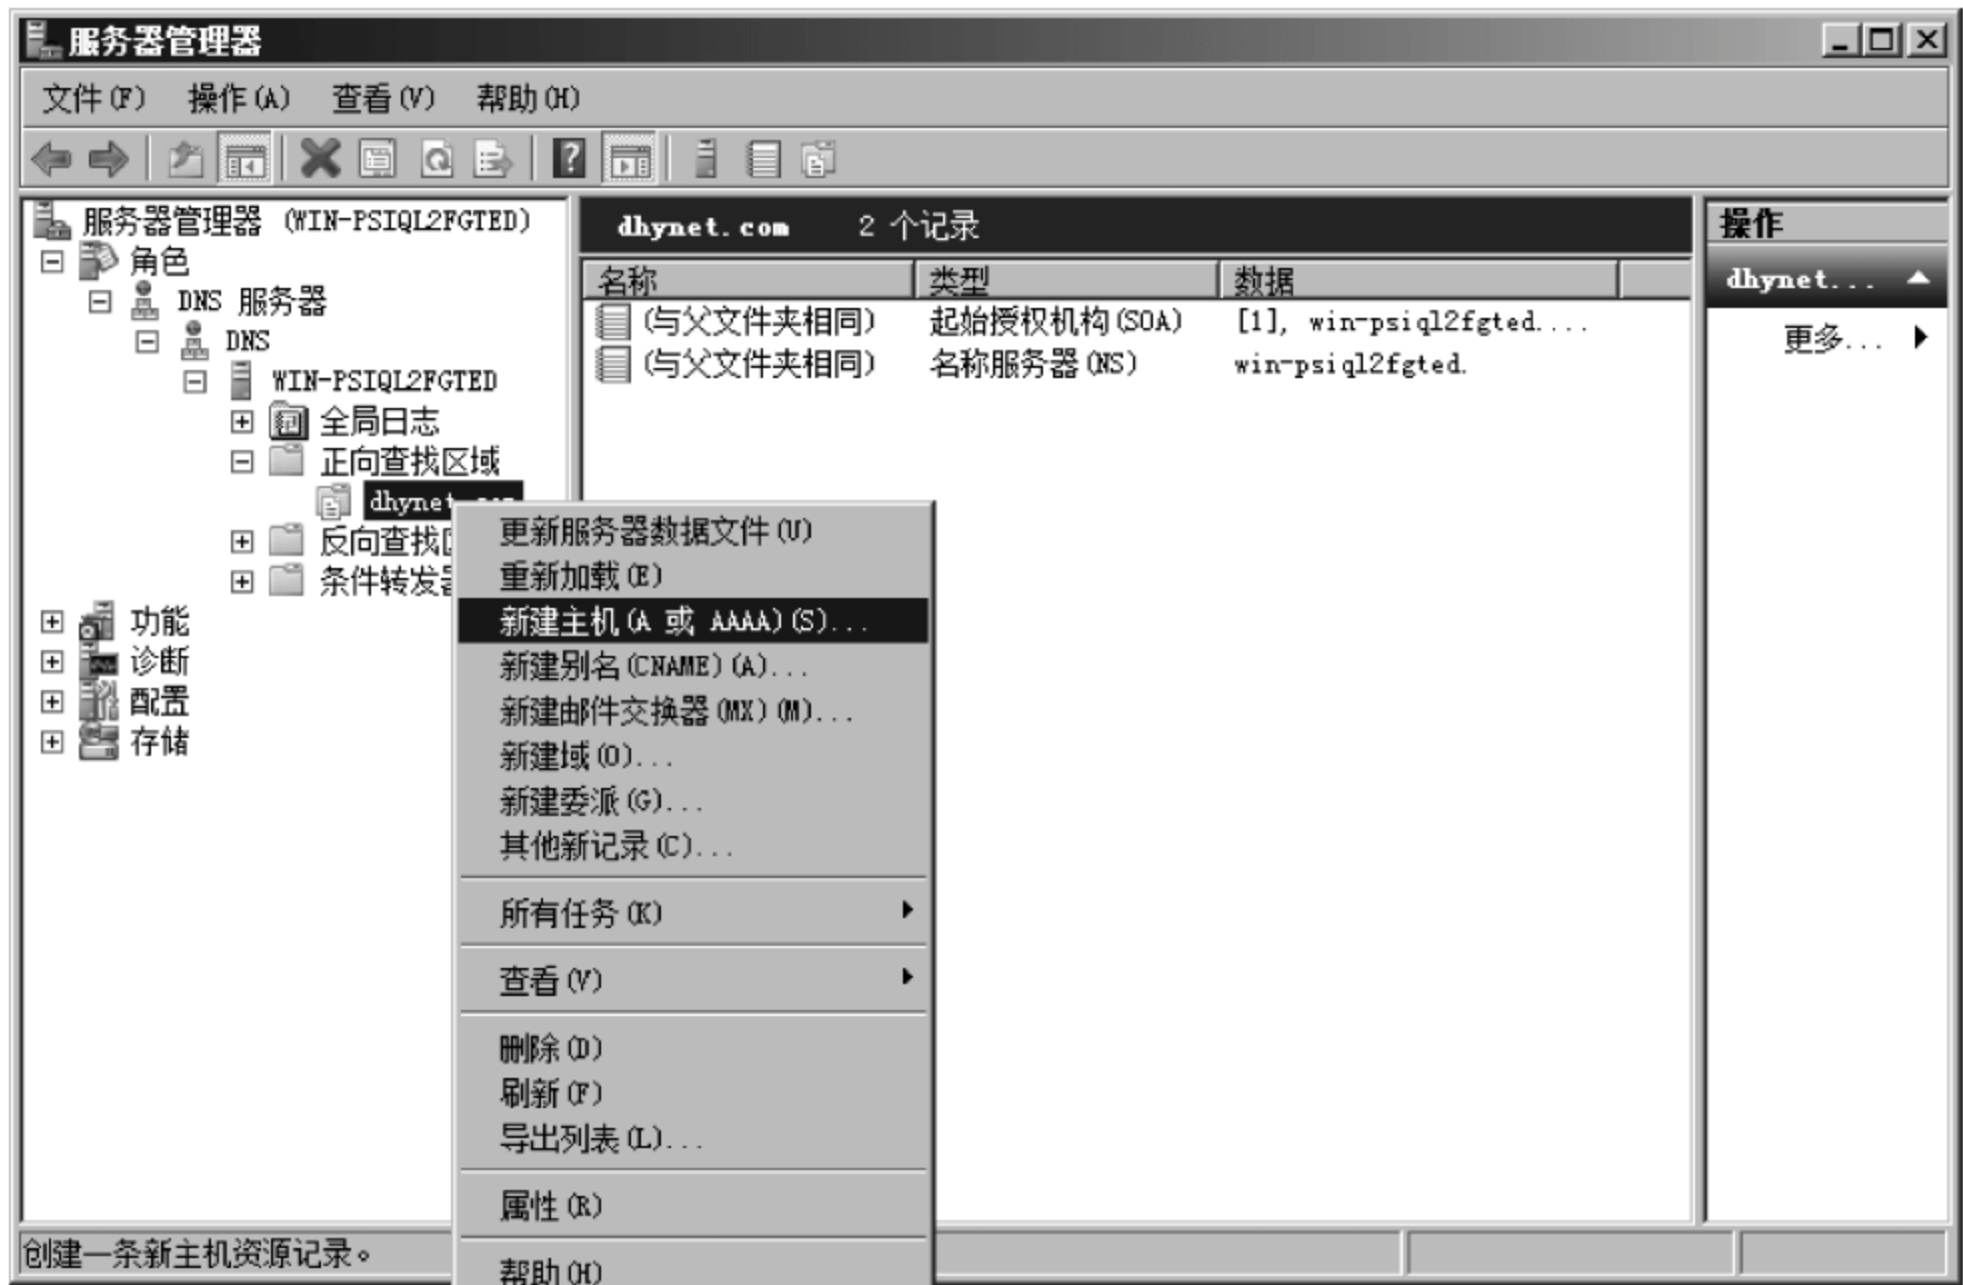 服务器管理器
文件(F) 操作(A) 查看(V) 帮助(H)
服务器管理器 (WIN-PSIQL2FGTED)
角色
DNS 服务器
DNS
WIN-PSIQL2FGTED
全局日志
正向查找区域
dhynet
反向查找
条件转发
功能
诊断
配置
存储
dhynet.com 2 个记录
名称 类型 数据
(与父文件夹相同) 起始授权机构(SOA) [1], win-psiql2fgted....
(与父文件夹相同) 名称服务器(NS) win-psiql2fgted.
操作
dhynet...
更多...
更新服务器数据文件(U)
重新加载(E)
新建主机(A 或 AAAA)(S)...
新建别名(CNAME)(A)...
新建邮件交换器(MX)(M)...
新建域(O)...
新建委派(G)...
其他新记录(C)...
所有任务(K)
查看(V)
删除(D)
刷新(F)
导出列表(L)...
属性(R)
帮助(H)
创建一条新主机资源记录。